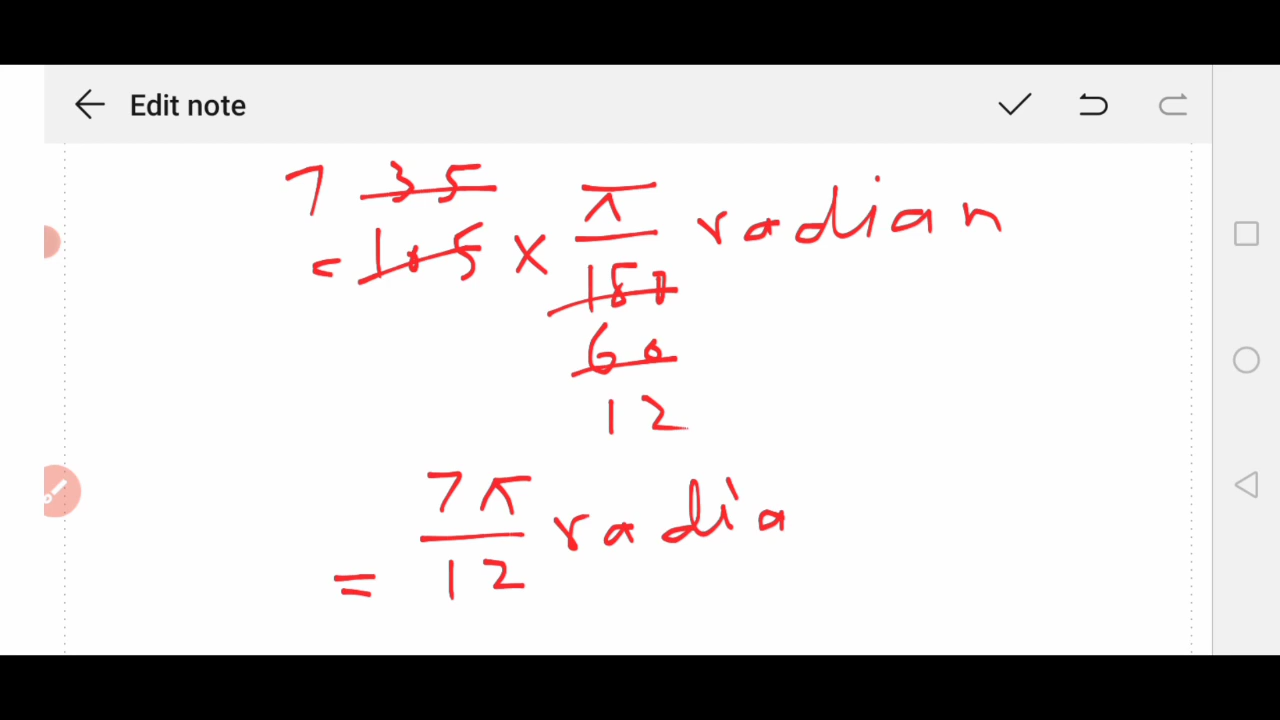 Edit note
7 35
= 105 × π radian
180
60
12
7π
= 12 radia